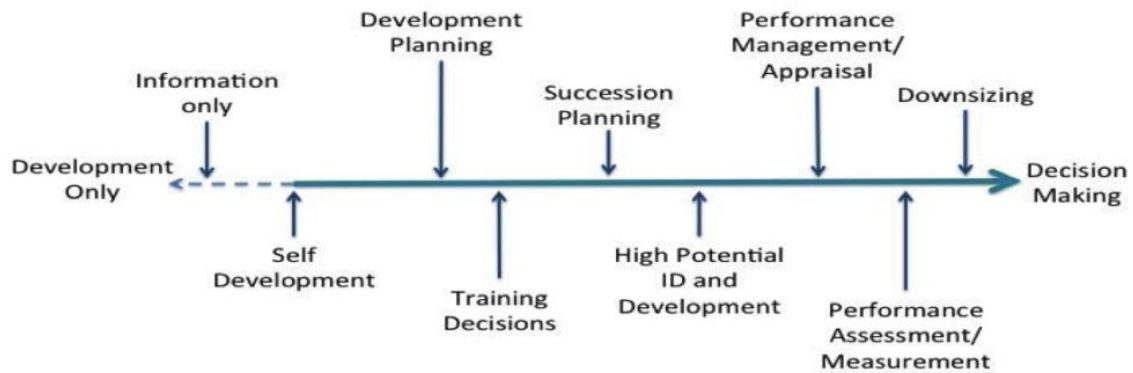 Development
Planning
Performance
Management/
Appraisal
Information
only
Succession
Planning
Downsizing
Development
Only
Decision
Making
Self
Development
Training
Decisions
High Potential
ID and
Development
Performance
Assessment/
Measurement